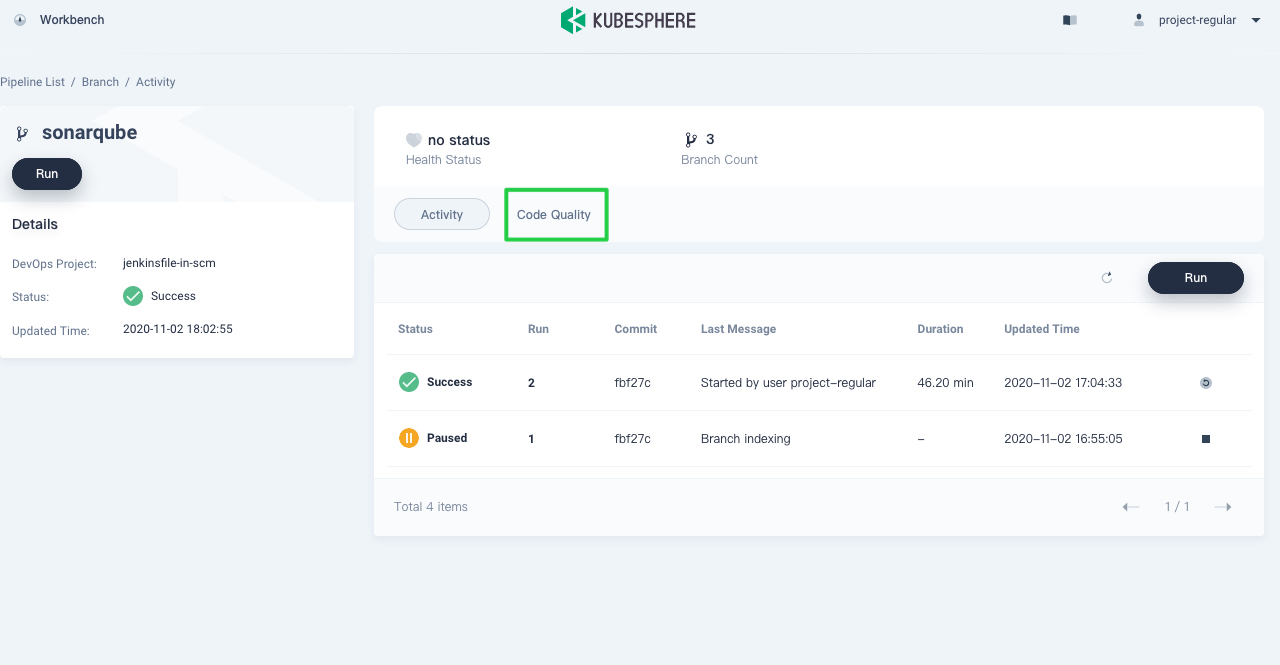 Workbench
KUBESPHERE
project-regular
Pipeline List / Branch / Activity
sonarqube
Run
Details
DevOps Project: jenkinsfile-in-scm
Status: Success
Updated Time: 2020-11-02 18:02:55
no status
Health Status
3
Branch Count
Activity
Code Quality
Run
Status Run Commit Last Message Duration Updated Time
Success 2 fbf27c Started by user project-regular 46.20 min 2020-11-02 17:04:33
Paused 1 fbf27c Branch indexing - 2020-11-02 16:55:05
Total 4 items
1 / 1